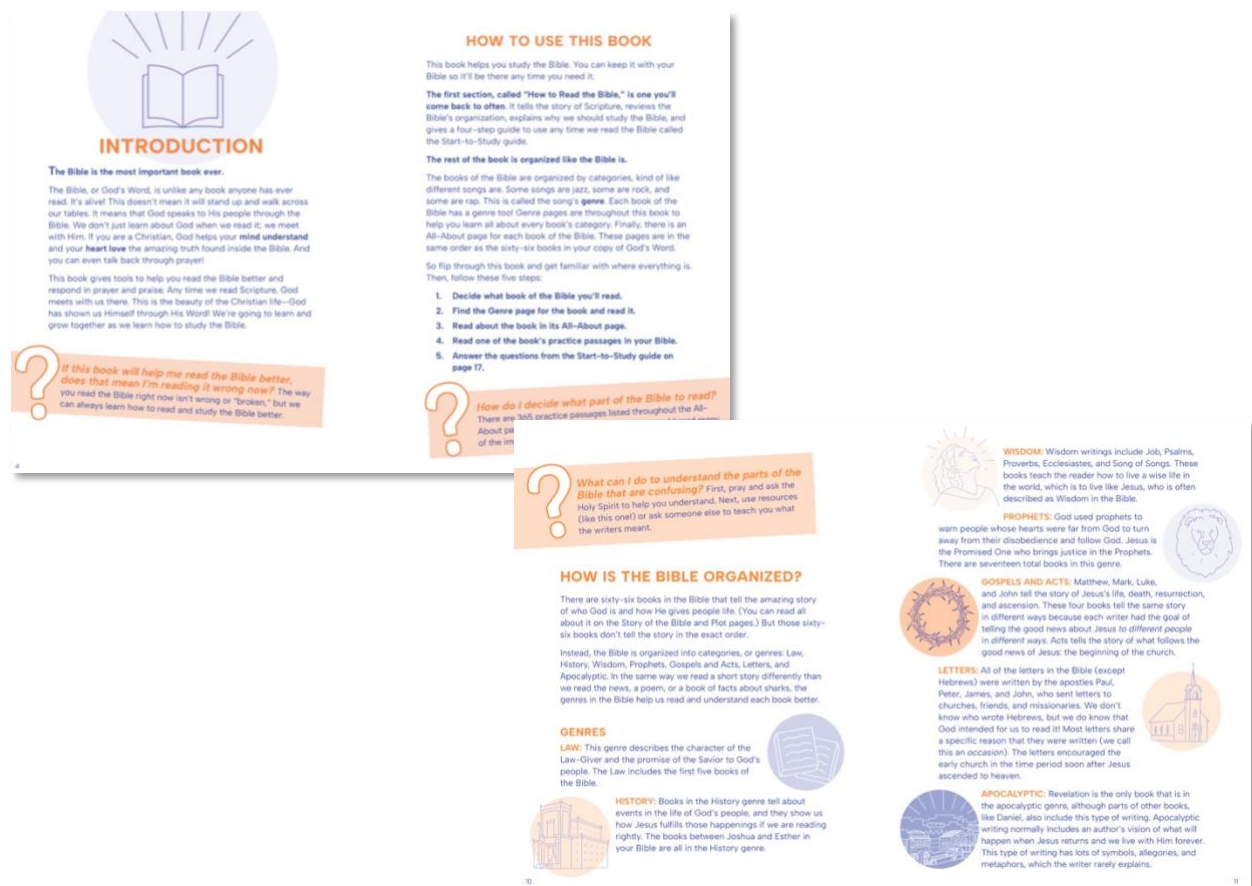 INTRODUCTION
The Bible is the most important book ever.
The Bible, or God's Word, is unlike any book anyone has ever
read. It's alive! This doesn't mean it will stand up and walk across
our tables. It means that God speaks to His people through the
Bible. We don't just learn about God when we read it; we meet
with Him. If you are a Christian, God helps your mind understand
and your heart love the amazing truth found inside the Bible. And
you can even talk back through prayer!
This book gives tools to help you read the Bible better and
respond in prayer and praise. Any time we read Scripture, God
meets with us there. This is the beauty of the Christian life—God
has shown us Himself through His Word! We're going to learn and
grow together as we learn how to study the Bible.
?
If this book will help me read the Bible better,
does that mean I'm reading it wrong now? The way
you read the Bible right now isn't wrong or "broken," but we
can always learn how to read and study the Bible better.
HOW TO USE THIS BOOK
This book helps you study the Bible. You can keep it with your
Bible so it'll be there any time you need it.
The first section, called "How to Read the Bible," is one you'll
come back to often. It tells the story of Scripture, reviews the
Bible's organization, explains why we should study the Bible, and
gives a four-step guide to use any time we read the Bible called
the Start-to-Study guide.
The rest of the book is organized like the Bible is.
The books of the Bible are organized by categories, kind of like
different songs are. Some songs are jazz, some are rock, and
some are rap. This is called the song's genre. Each book of the
Bible has a genre too! Genre pages are throughout this book to
help you learn all about every book's category. Finally, there is an
All-About page for each book of the Bible. These pages are in the
same order as the sixty-six books in your copy of God's Word.
So flip through this book and get familiar with where everything is.
Then, follow these five steps:
1. Decide what book of the Bible you'll read.
2. Find the Genre page for the book and read it.
3. Read about the book in its All-About page.
4. Read one of the book's practice passages in your Bible.
5. Answer the questions from the Start-to-Study guide on
page 17.
?
How do I decide what part of the Bible to read?
There are 365 practice passages listed throughout the All-
About pa
of the im
?
What can I do to understand the parts of the
Bible that are confusing? First, pray and ask the
Holy Spirit to help you understand. Next, use resources
(like this one!) or ask someone else to teach you what
the writers meant.
HOW IS THE BIBLE ORGANIZED?
There are sixty-six books in the Bible that tell the amazing story
of who God is and how He gives people life. (You can read all
about it on the Story of the Bible and Plot pages.) But those sixty-
six books don't tell the story in the exact order.
Instead, the Bible is organized into categories, or genres: Law,
History, Wisdom, Prophets, Gospels and Acts, Letters, and
Apocalyptic. In the same way we read a short story differently than
we read the news, a poem, or a book of facts about sharks, the
genres in the Bible help us read and understand each book better.
GENRES
LAW: This genre describes the character of the
Law-Giver and the promise of the Savior to God's
people. The Law includes the first five books of
the Bible.
HISTORY: Books in the History genre tell about
events in the life of God's people, and they show us
how Jesus fulfills those happenings if we are reading
rightly. The books between Joshua and Esther in
your Bible are all in the History genre.
10
WISDOM: Wisdom writings include Job, Psalms,
Proverbs, Ecclesiastes, and Song of Songs. These
books teach the reader how to live a wise life in
the world, which is to live like Jesus, who is often
described as Wisdom in the Bible.
PROPHETS: God used prophets to
warn people whose hearts were far from God to turn
away from their disobedience and follow God. Jesus is
the Promised One who brings justice in the Prophets.
There are seventeen total books in this genre.
GOSPELS AND ACTS: Matthew, Mark, Luke,
and John tell the story of Jesus's life, death, resurrection,
and ascension. These four books tell the same story
in different ways because each writer had the goal of
telling the good news about Jesus to different people
in different ways. Acts tells the story of what follows the
good news of Jesus: the beginning of the church.
LETTERS: All of the letters in the Bible (except
Hebrews) were written by the apostles Paul,
Peter, James, and John, who sent letters to
churches, friends, and missionaries. We don't
know who wrote Hebrews, but we do know that
God intended for us to read it! Most letters share
a specific reason that they were written (we call
this an occasion). The letters encouraged the
early church in the time period soon after Jesus
ascended to heaven.
APOCALYPTIC: Revelation is the only book that is in
the apocalyptic genre, although parts of other books,
like Daniel, also include this type of writing. Apocalyptic
writing normally includes an author's vision of what will
happen when Jesus returns and we live with Him forever.
This type of writing has lots of symbols, allegories, and
metaphors, which the writer rarely explains.
11